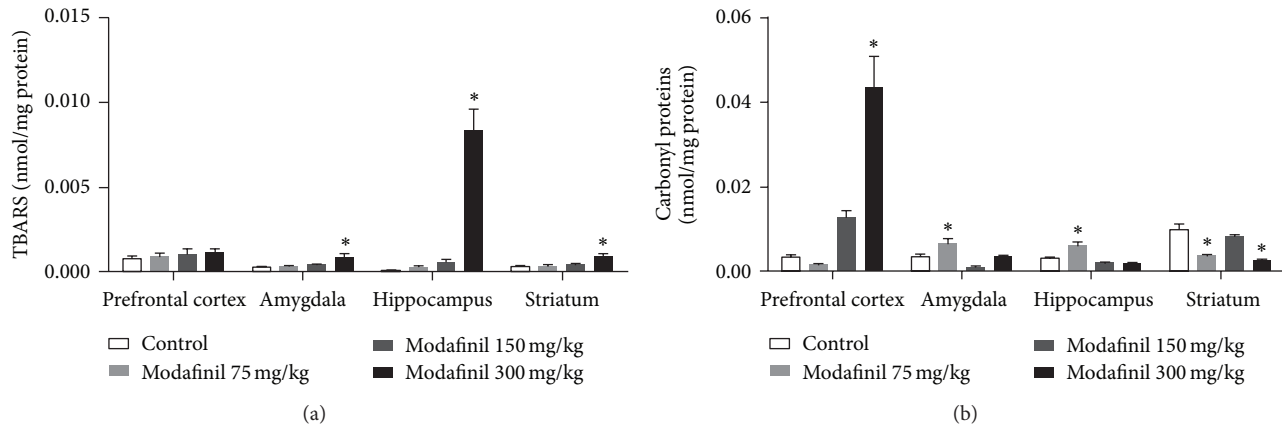 TBARS (nmol/mg protein)
0.015
0.010
0.005
0.000
*
*
*
Prefrontal cortex Amygdala Hippocampus Striatum
Control
Modafinil 75 mg/kg
Modafinil 150 mg/kg
Modafinil 300 mg/kg
(a)
Carbonyl proteins
(nmol/mg protein)
0.06
0.04
0.02
0.00
*
*
*
*
*
Prefrontal cortex Amygdala Hippocampus Striatum
Control
Modafinil 75 mg/kg
Modafinil 150 mg/kg
Modafinil 300 mg/kg
(b)